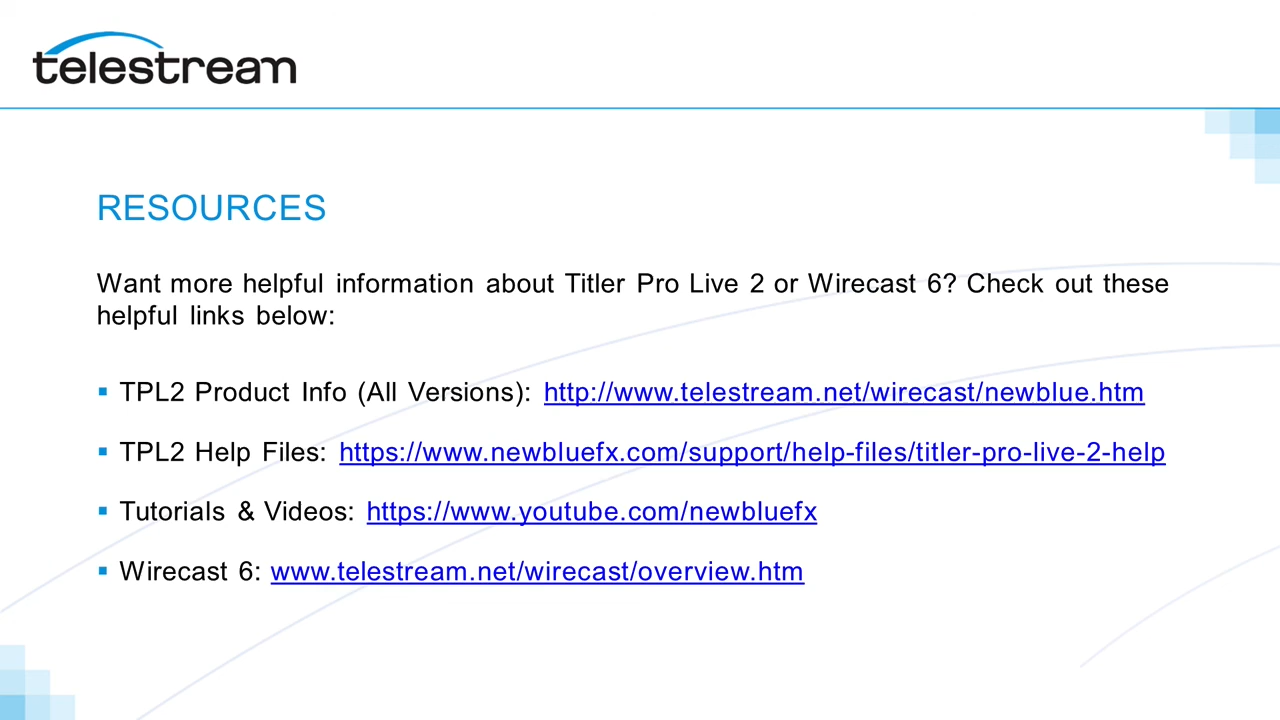 telestream
RESOURCES
Want more helpful information about Titler Pro Live 2 or Wirecast 6? Check out these
helpful links below:
TPL2 Product Info (All Versions): http://www.telestream.net/wirecast/newblue.htm
TPL2 Help Files: https://www.newbluefx.com/support/help-files/titler-pro-live-2-help
Tutorials & Videos: https://www.youtube.com/newbluefx
Wirecast 6: www.telestream.net/wirecast/overview.htm